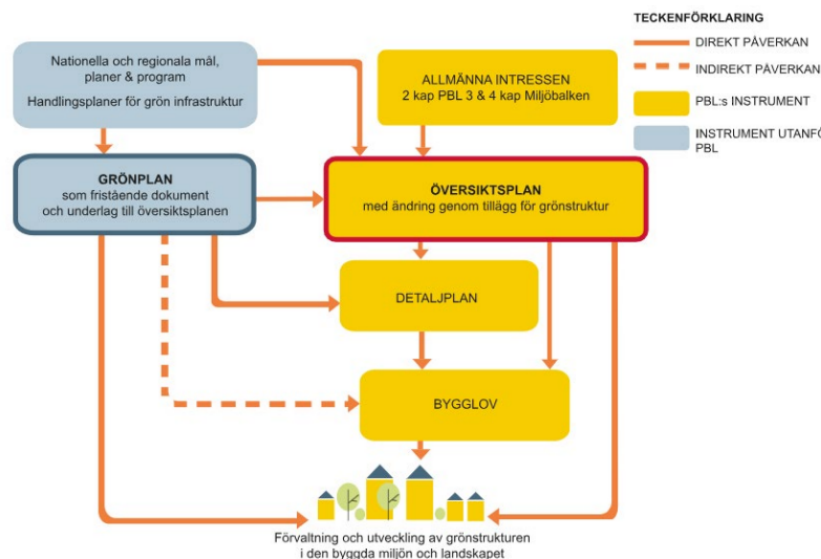 TECKENFÖRKLARING
DIREKT PÅVERKAN
INDIREKT PÅVERKAN
PBL:s INSTRUMENT
INSTRUMENT UTANFÖ
PBL
Nationella och regionala mål,
planer & program
Handlingsplaner för grön infrastruktur
ALLMÄNNA INTRESSEN
2 kap PBL 3 & 4 kap Miljöbalken
GRÖNPLAN
som fristående dokument
och underlag till översiktsplanen
ÖVERSIKTSPLAN
med ändring genom tillägg för grönstruktur
DETALJPLAN
BYGGLOV
Förvaltning och utveckling av grönstrukturen
i den byggda miljön och landskapet